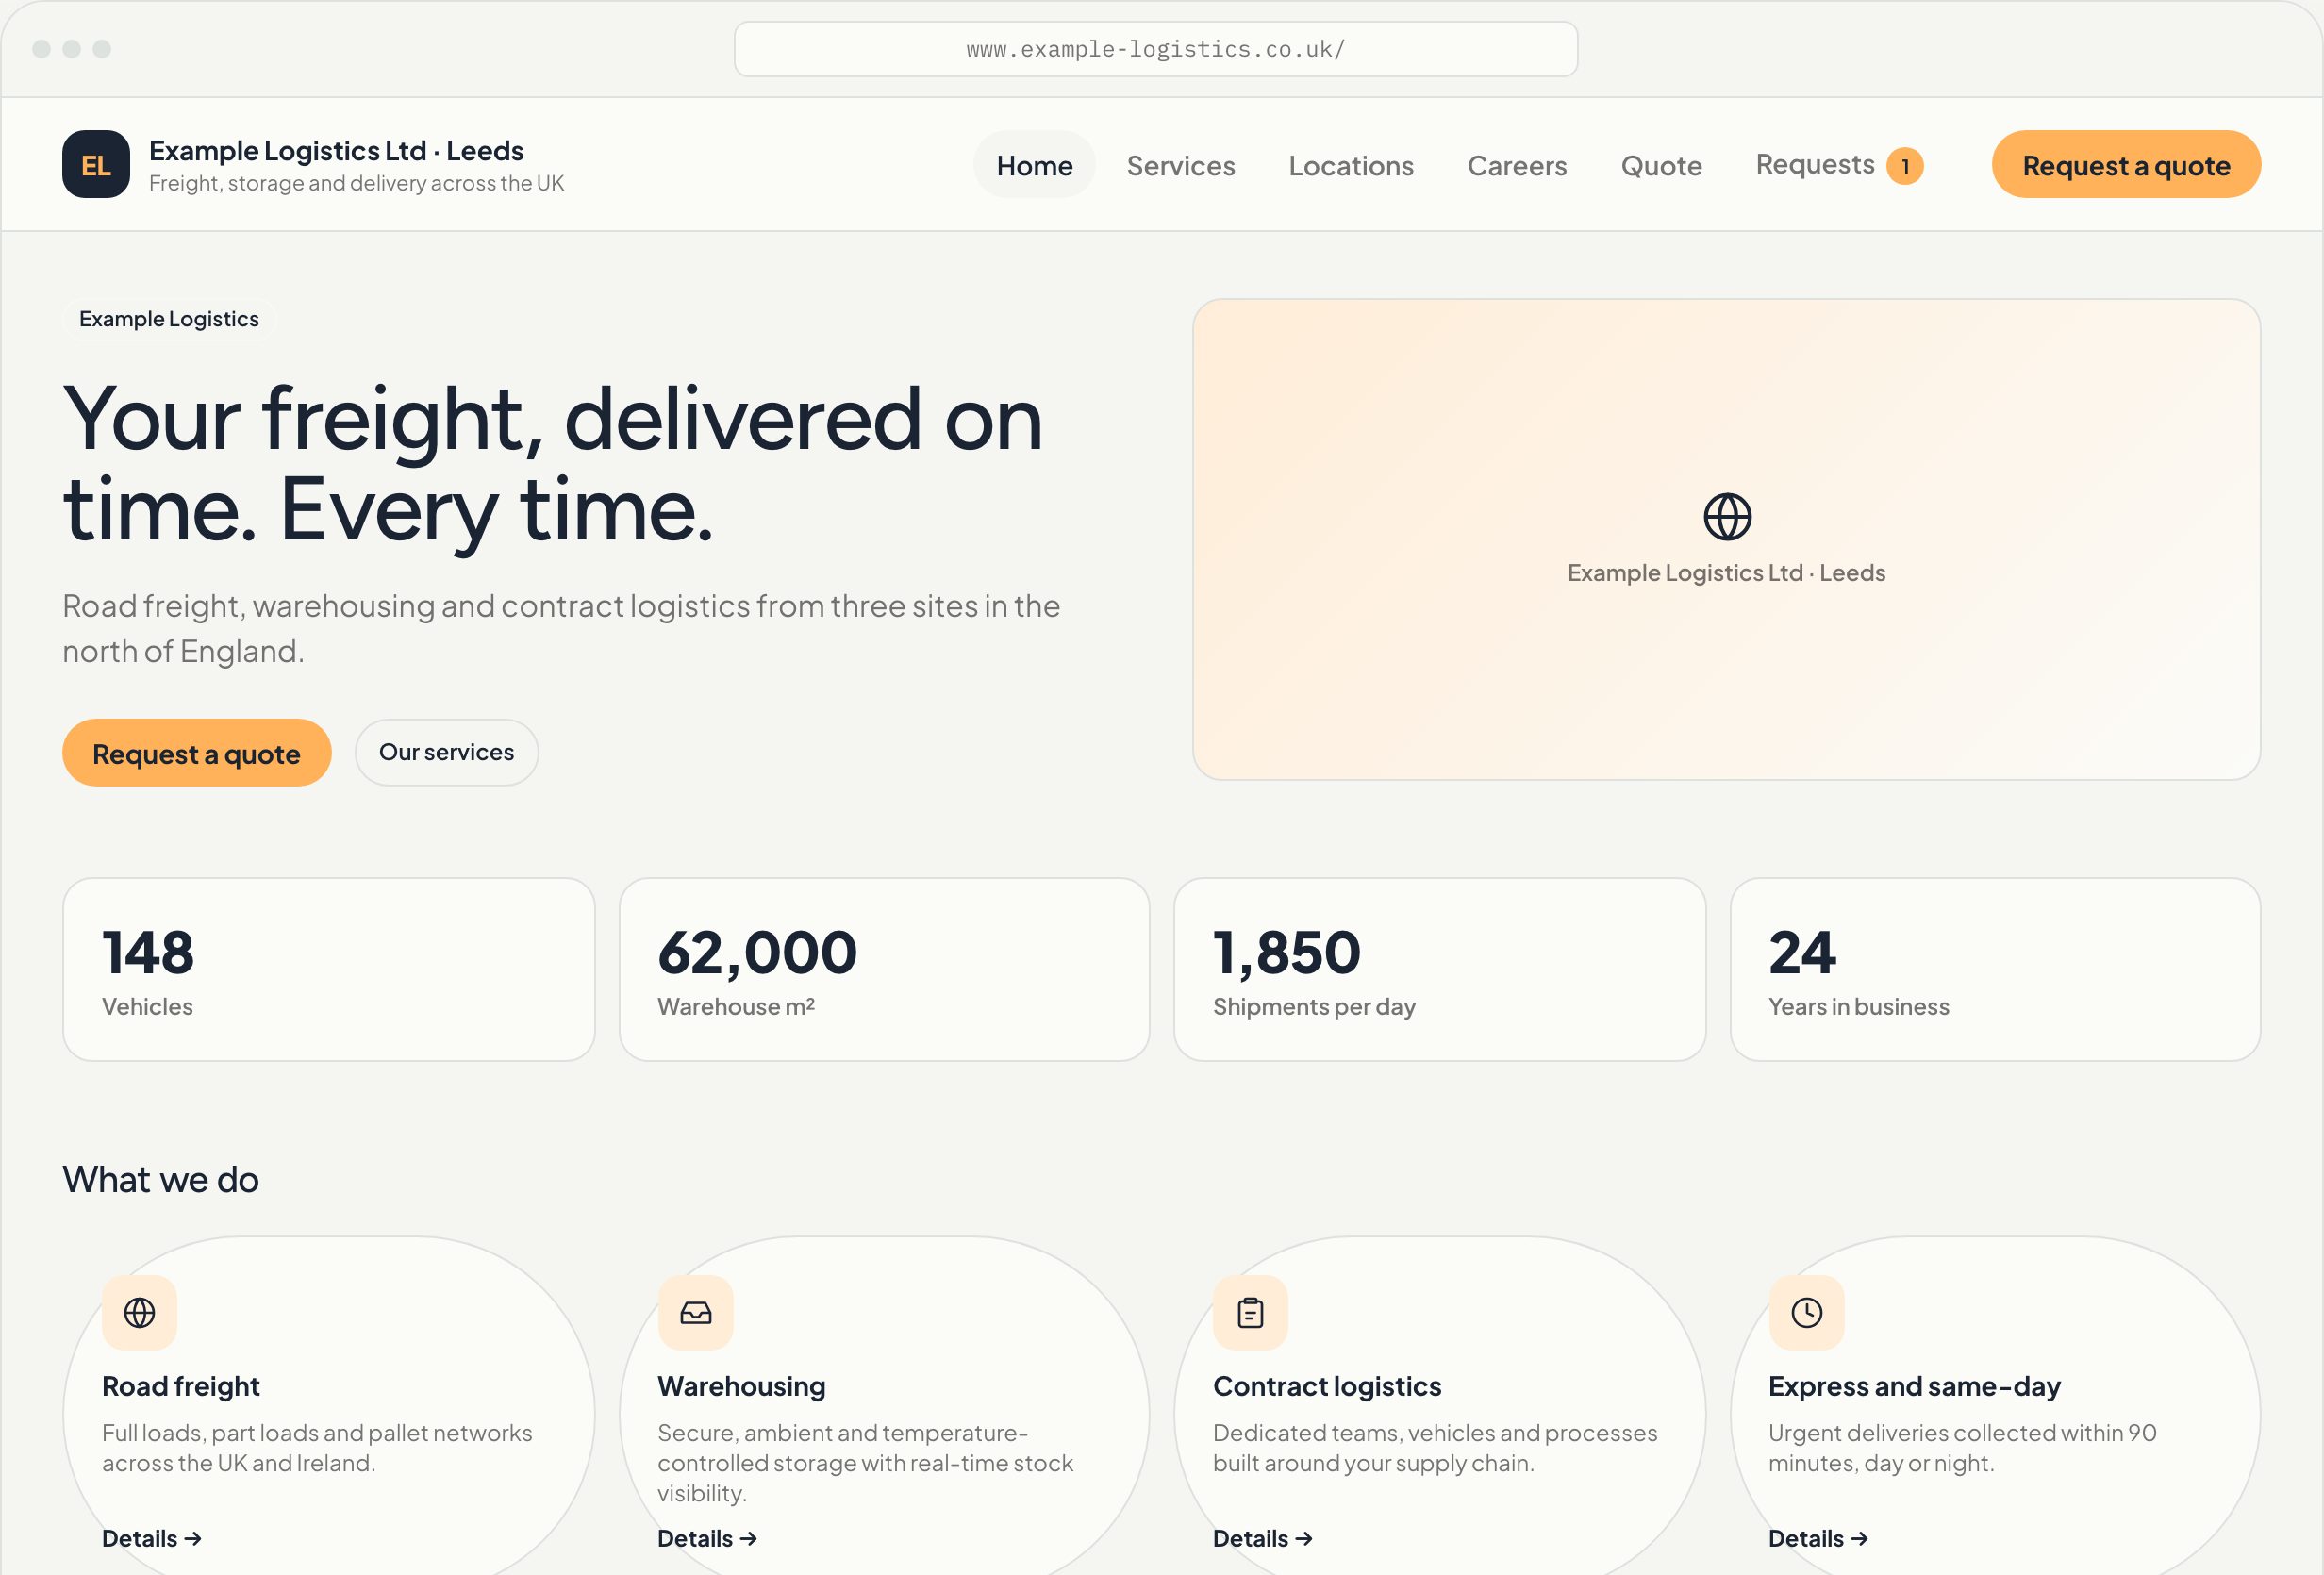 www.example-logistics.co.uk/
EL
Example Logistics Ltd · Leeds
Freight, storage and delivery across the UK
Home
Services
Locations
Careers
Quote
Requests 1
Request a quote
Example Logistics
Your freight, delivered on
time. Every time.
Road freight, warehousing and contract logistics from three sites in the
north of England.
Request a quote
Our services
Example Logistics Ltd · Leeds
148
Vehicles
62,000
Warehouse m²
1,850
Shipments per day
24
Years in business
What we do
Road freight
Full loads, part loads and pallet networks
across the UK and Ireland.
Details →
Warehousing
Secure, ambient and temperature-
controlled storage with real-time stock
visibility.
Details →
Contract logistics
Dedicated teams, vehicles and processes
built around your supply chain.
Details →
Express and same-day
Urgent deliveries collected within 90
minutes, day or night.
Details →